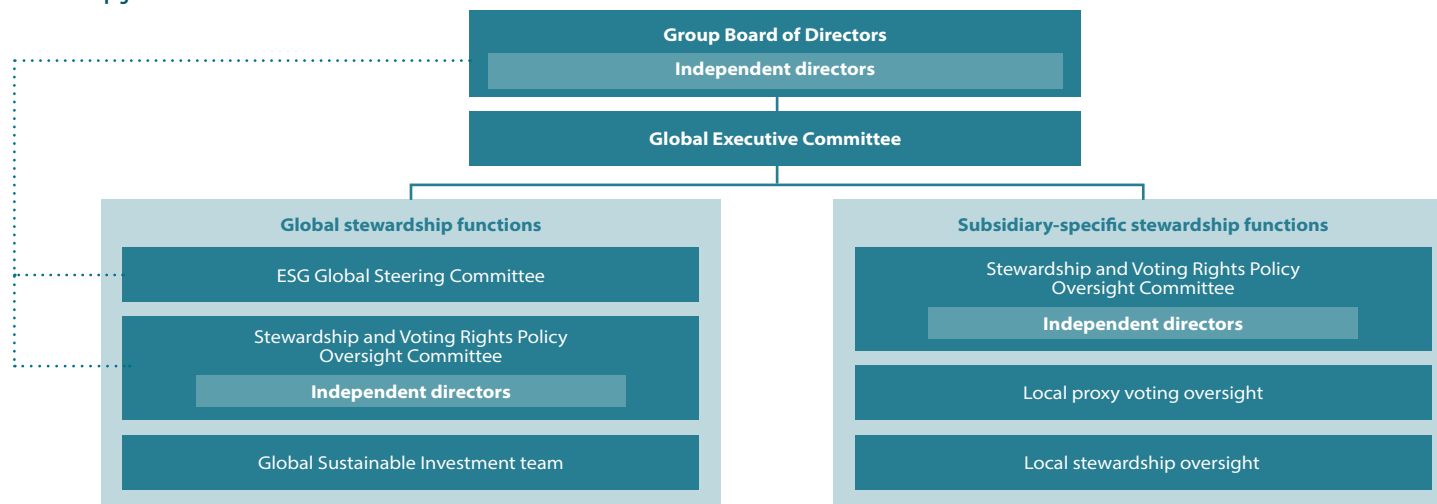 Group Board of Directors
Independent directors
Global Executive Committee
Global stewardship functions
ESG Global Steering Committee
Stewardship and Voting Rights Policy
Oversight Committee
Independent directors
Global Sustainable Investment team
Subsidiary-specific stewardship functions
Stewardship and Voting Rights Policy
Oversight Committee
Independent directors
Local proxy voting oversight
Local stewardship oversight